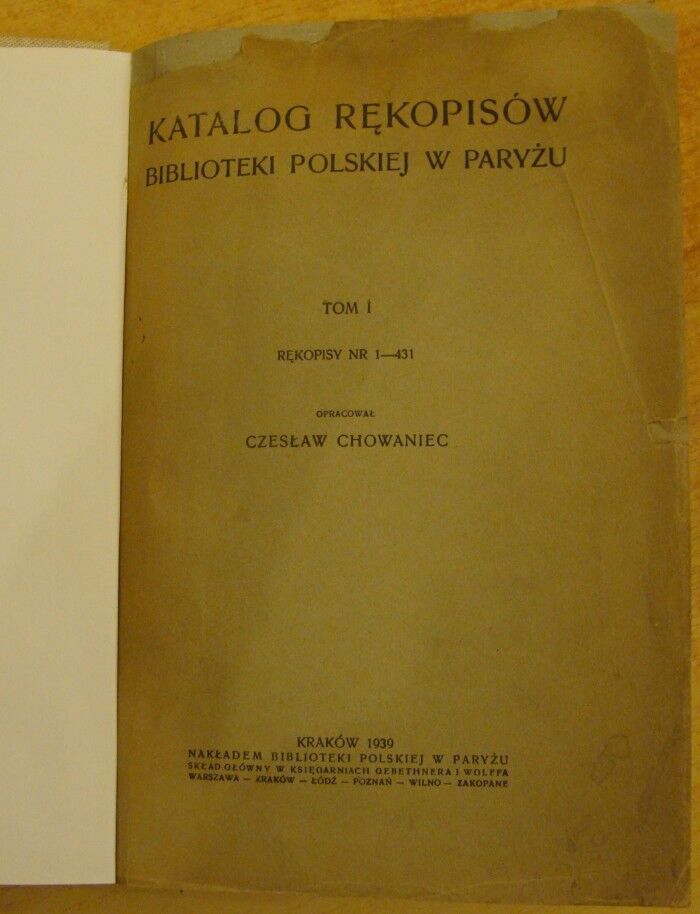 KATALOG RĘKOPISÓW
BIBLIOTEKI POLSKIEJ W PARYŻU
TOM I
RĘKOPISY NR 1—431
OPRACOWAŁ
CZESŁAW CHOWANIEC
KRAKÓW 1939
NAKŁADEM BIBLIOTEKI POLSKIEJ W PARYŻU
SKŁAD GŁÓWNY W KSIĘGARNIACH GEBETHNERA I WOLFFA
WARSZAWA — KRAKÓW — ŁÓDŹ — POZNAŃ — WILNO — ZAKOPANE